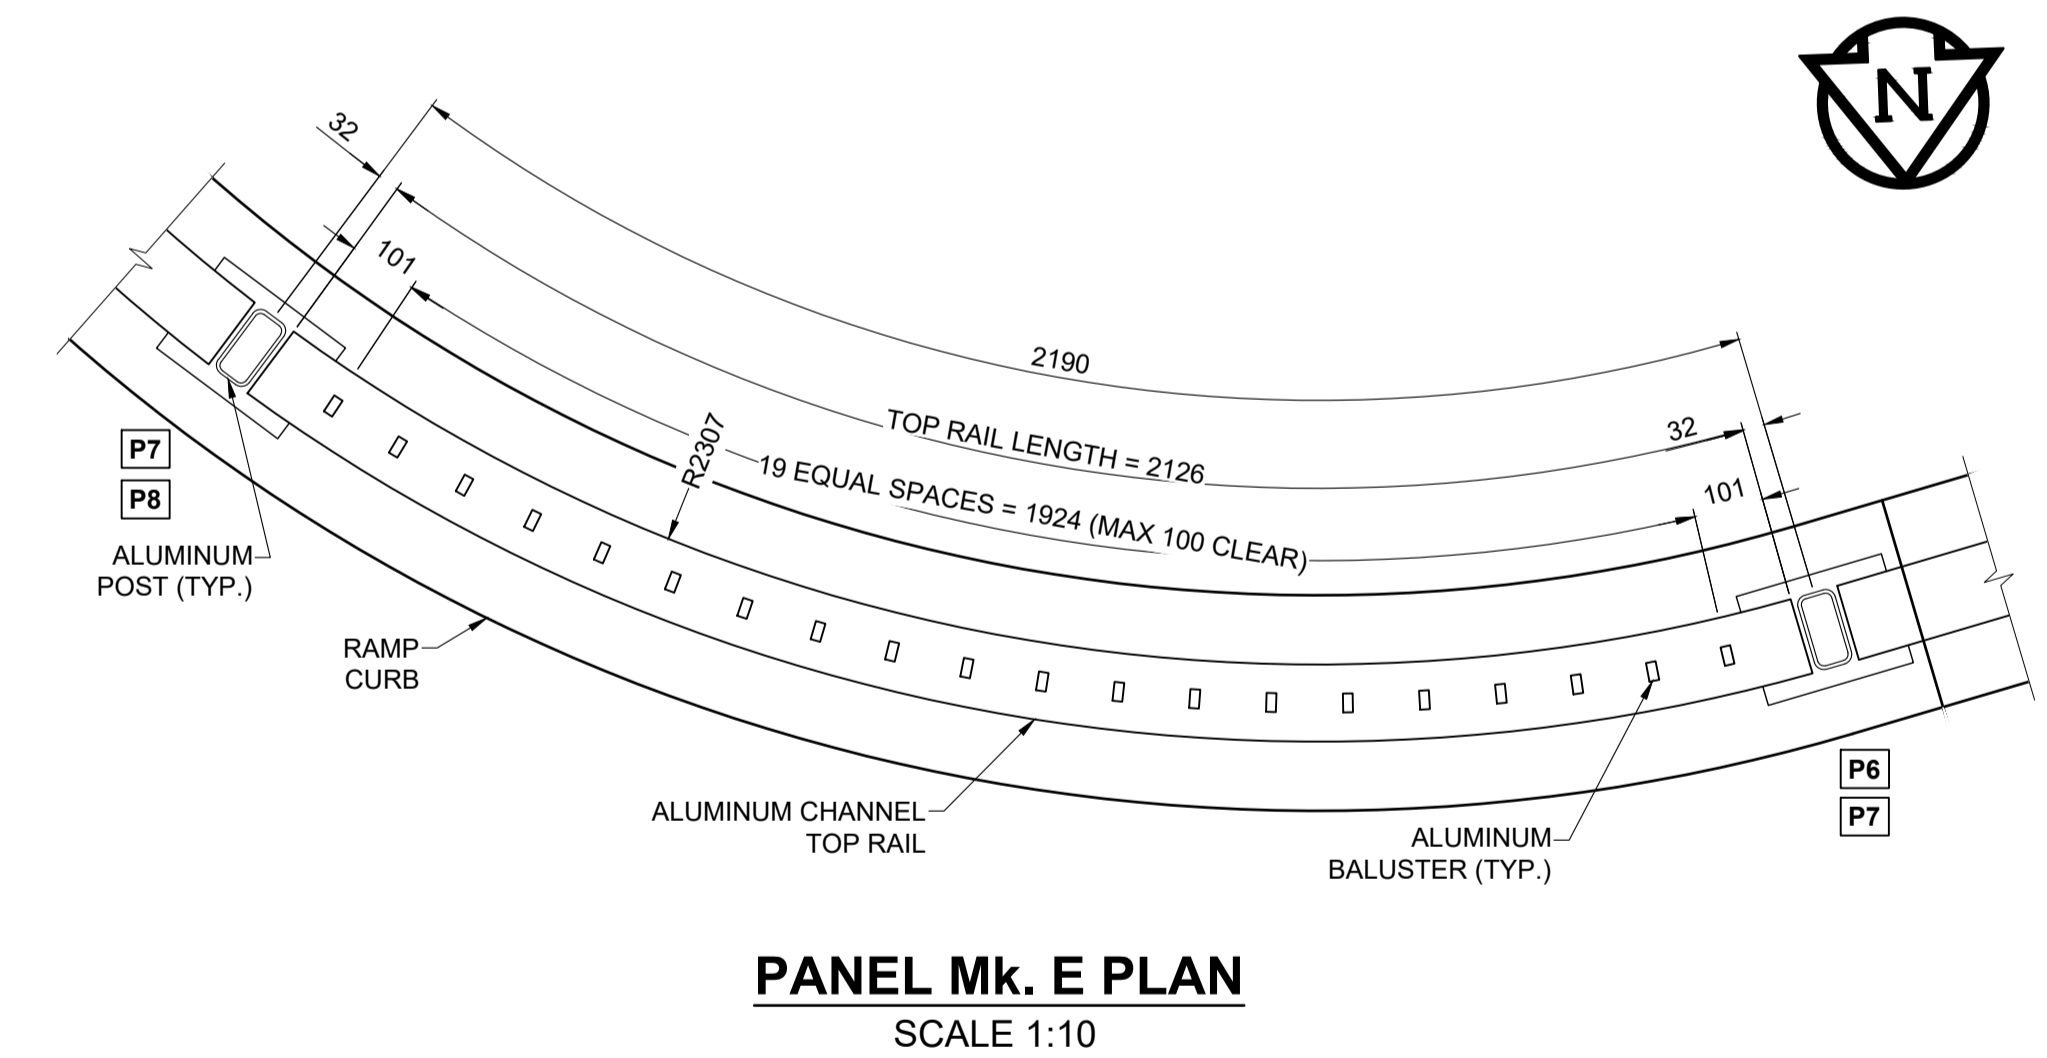 N
32
101
2190
TOP RAIL LENGTH = 2126
19 EQUAL SPACES = 1924 (MAX 100 CLEAR)
R2307
32
101
P7
P8
ALUMINUM
POST (TYP.)
RAMP
CURB
ALUMINUM CHANNEL
TOP RAIL
ALUMINUM
BALUSTER (TYP.)
P6
P7
PANEL Mk. E PLAN
SCALE 1:10